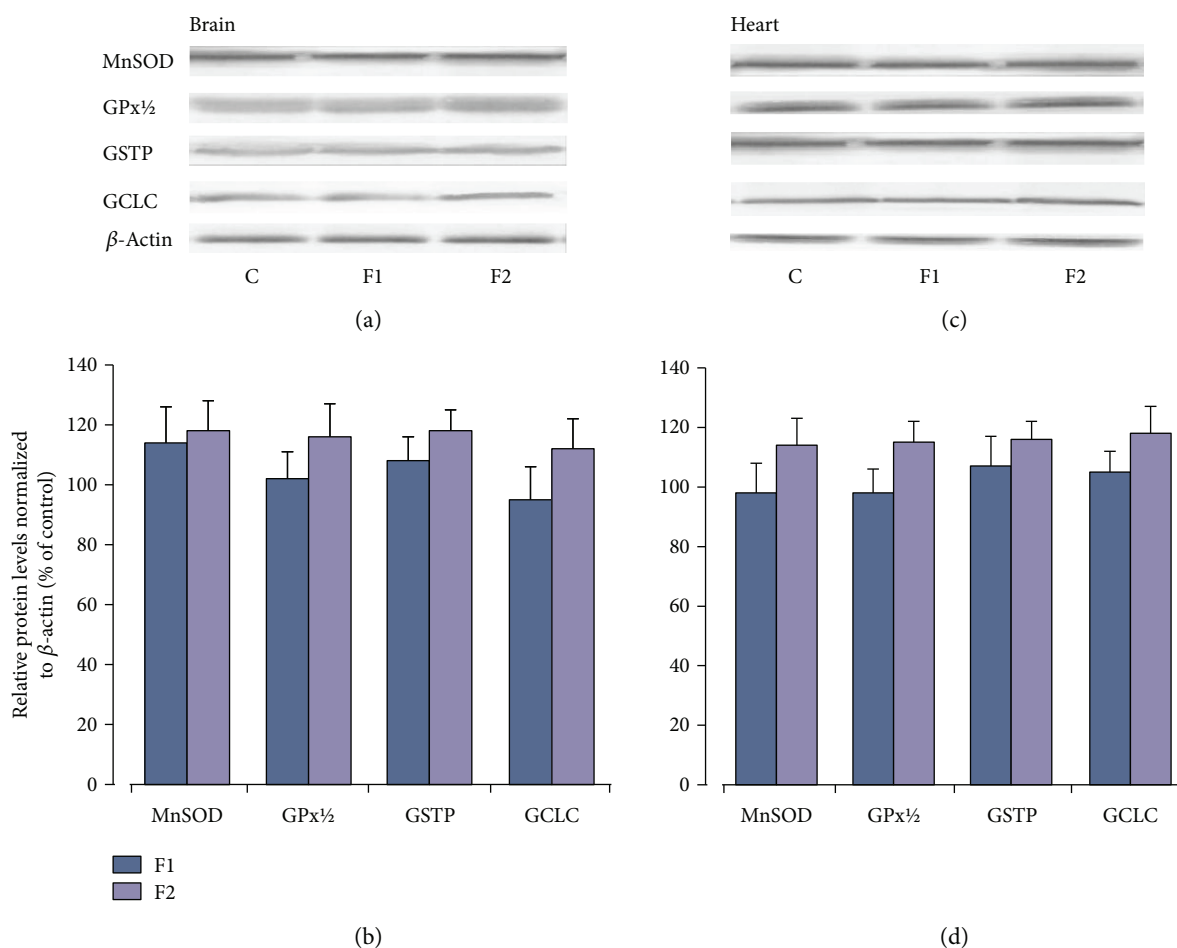 Brain
MnSOD
GPx½
GSTP
GCLC
β-Actin
C F1 F2
(a)
Heart
C F1 F2
(c)
Relative protein levels normalized
to β-actin (% of control)
140
120
100
80
60
40
20
0
MnSOD GPx½ GSTP GCLC
F1
F2
(b)
140
120
100
80
60
40
20
0
MnSOD GPx½ GSTP GCLC
(d)